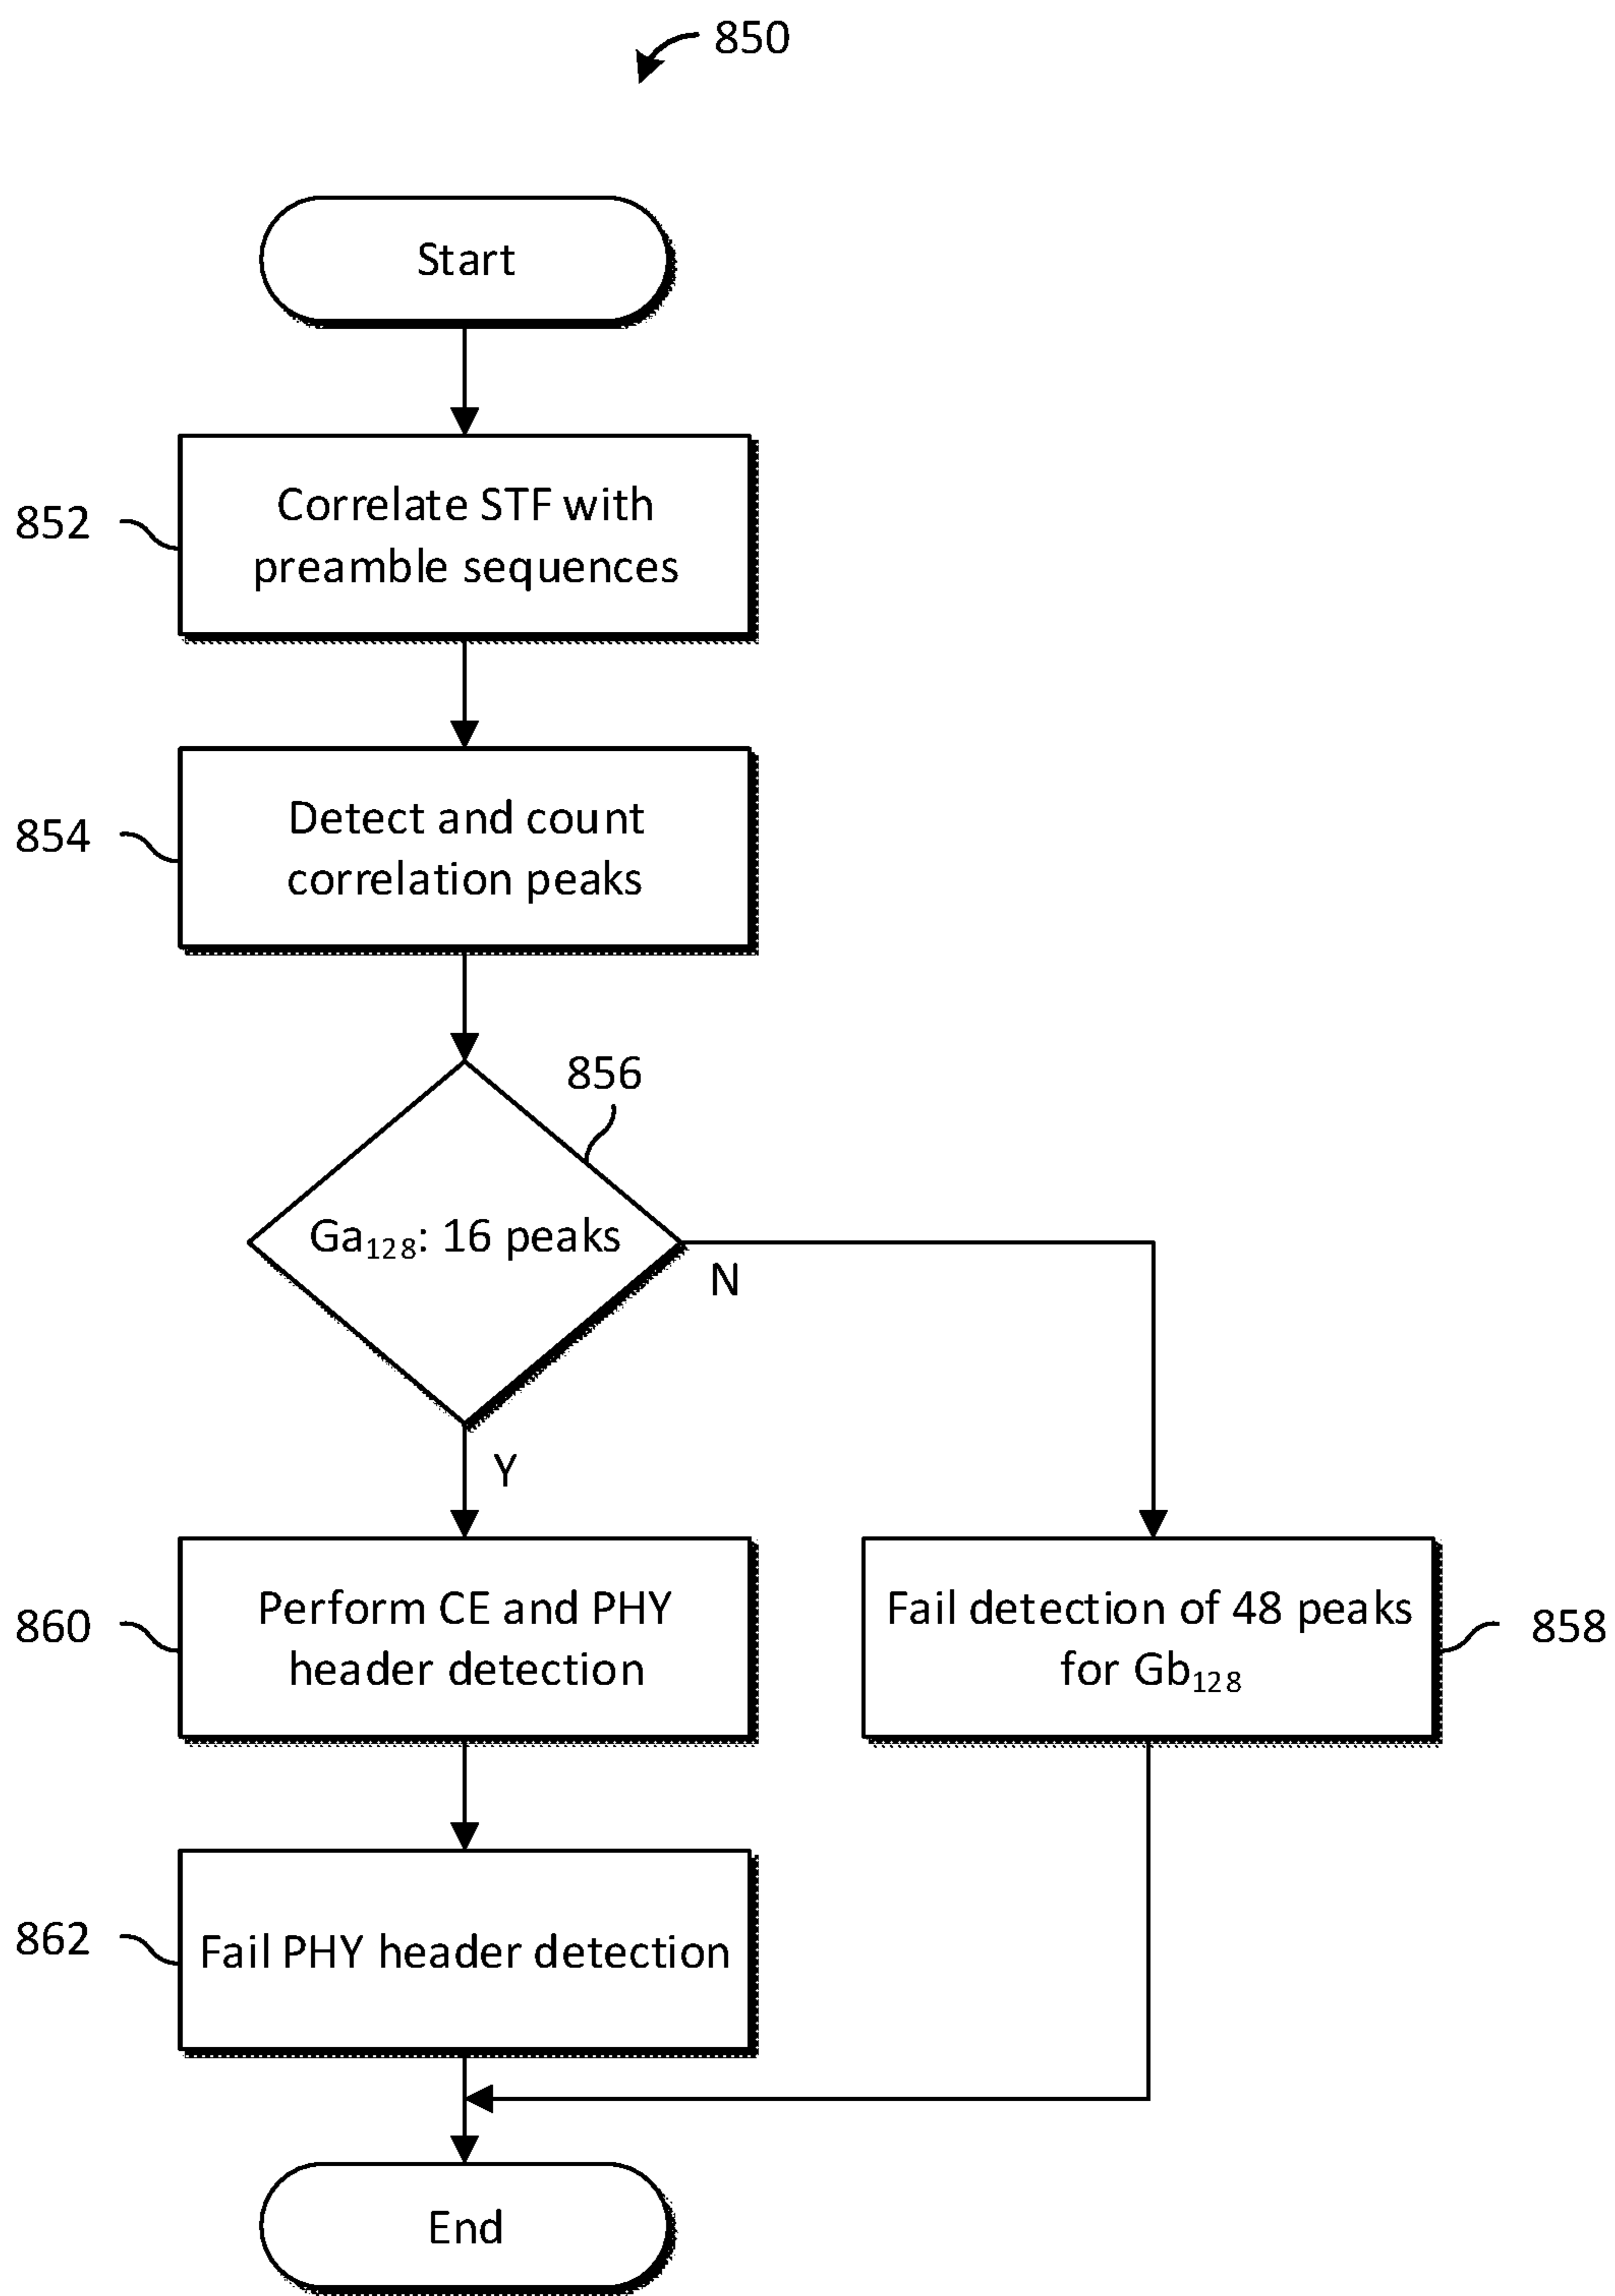 850
Start
852
Correlate STF with
preamble sequences
854
Detect and count
correlation peaks
856
Ga₁₂₈: 16 peaks
N
Y
860
Perform CE and PHY
header detection
Fail detection of 48 peaks
for Gb₁₂₈
858
862
Fail PHY header detection
End